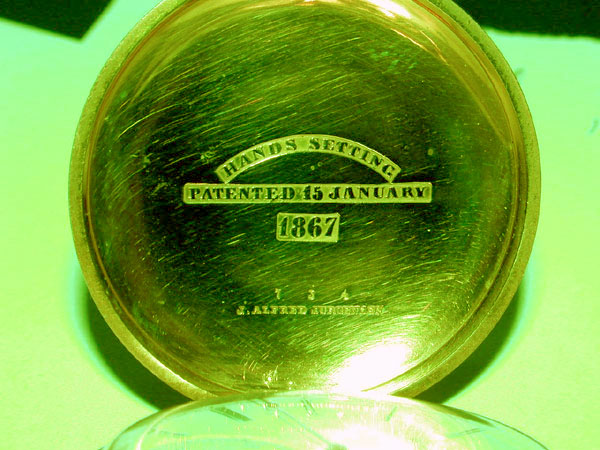 HANDS SETTING
PATENTED 15 JANUARY
1867
7 3 4
J. ALFRED JURGENSEN